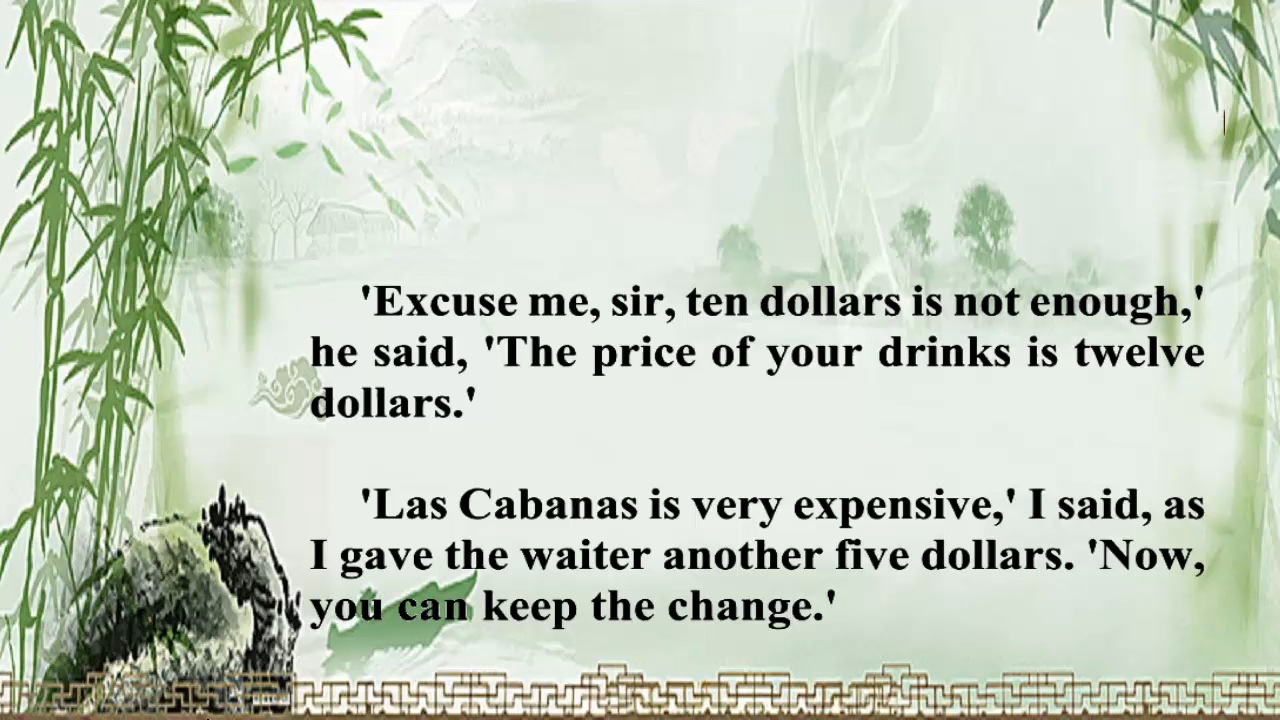 'Excuse me, sir, ten dollars is not enough,'
he said, 'The price of your drinks is twelve
dollars.'
'Las Cabanas is very expensive,' I said, as
I gave the waiter another five dollars. 'Now,
you can keep the change.'